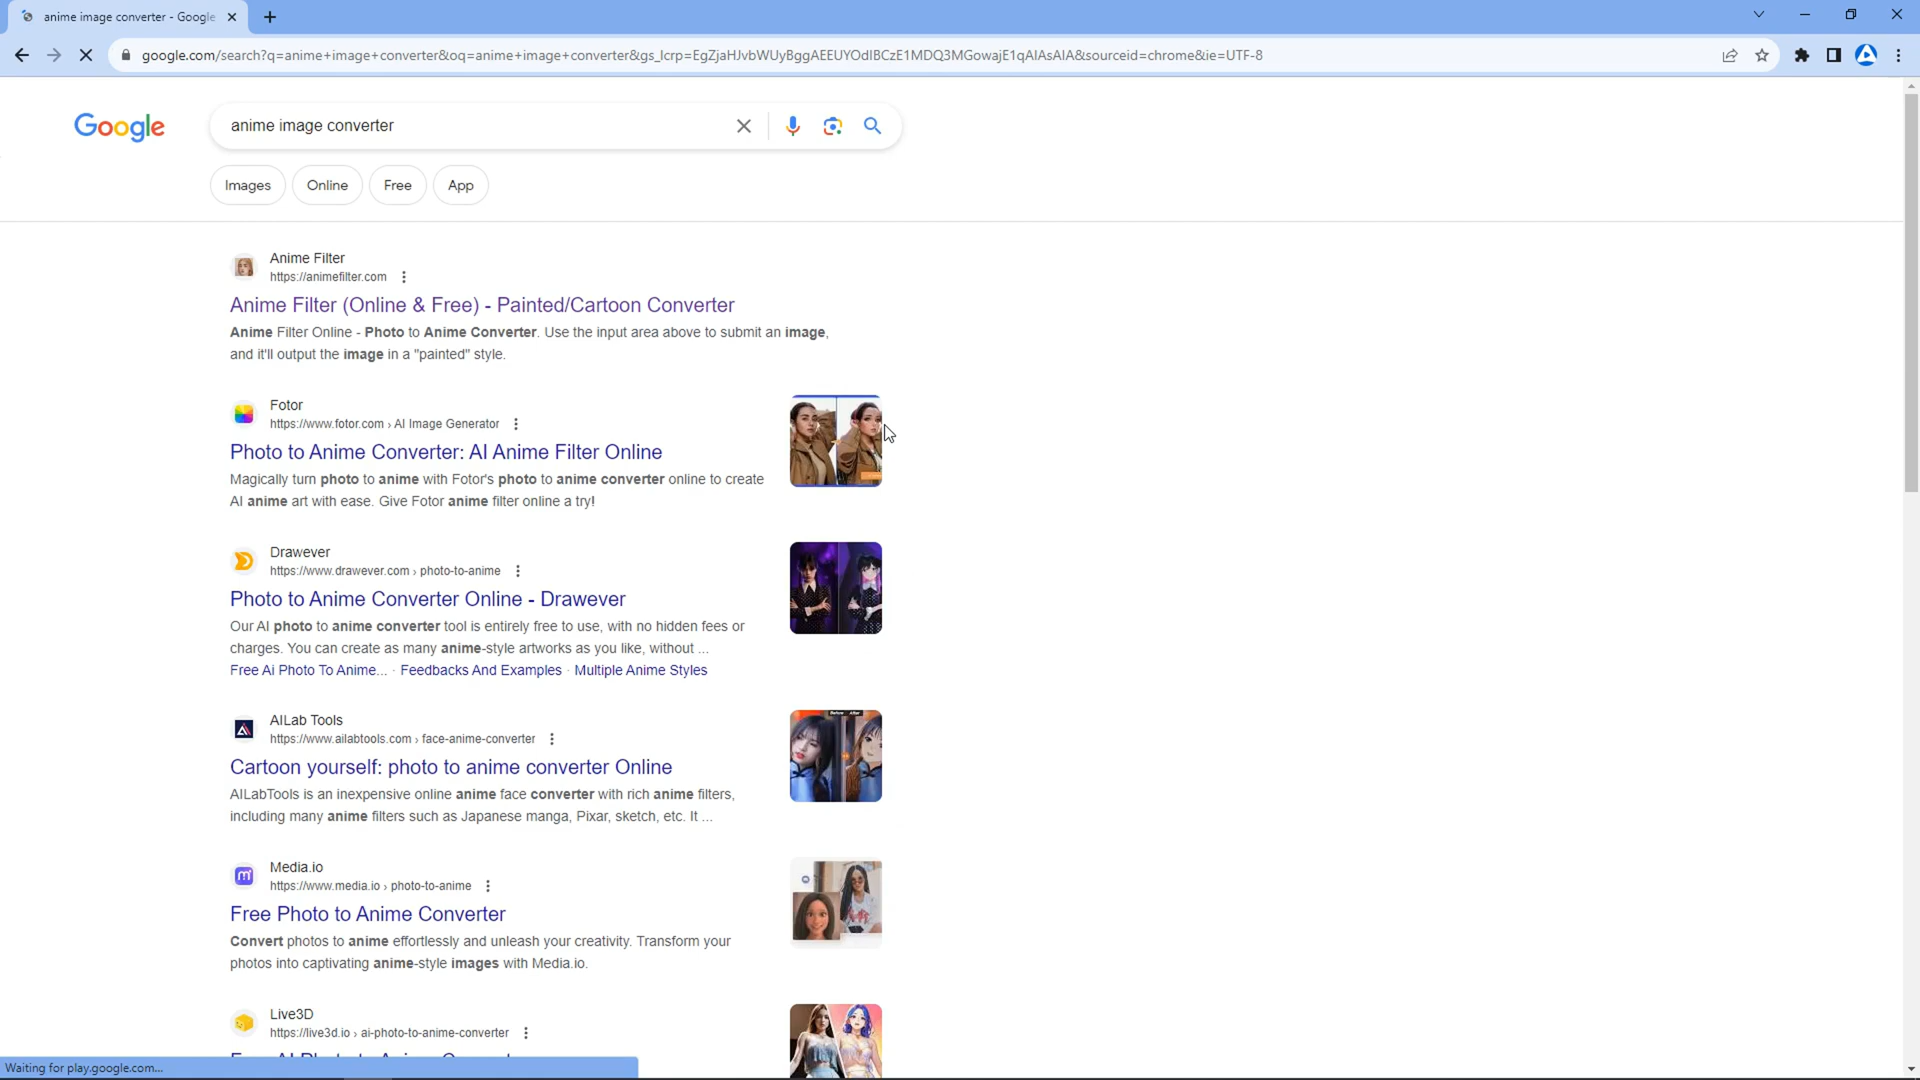 anime image converter - Google
google.com/search?q=anime+image+converter&oq=anime+image+converter&gs_lcrp=EgZjaHJvbWUyBggAEEUYOdIBCzE1MDQ3MGowajE1qAIAsAIA&sourceid=chrome&ie=UTF-8
Google
anime image converter
Images
Online
Free
App
Anime Filter
https://animefilter.com
Anime Filter (Online & Free) - Painted/Cartoon Converter
Anime Filter Online - Photo to Anime Converter. Use the input area above to submit an image,
and it'll output the image in a "painted" style.
Fotor
https://www.fotor.com › AI Image Generator
Photo to Anime Converter: AI Anime Filter Online
Magically turn photo to anime with Fotor's photo to anime converter online to create
AI anime art with ease. Give Fotor anime filter online a try!
Drawever
https://www.drawever.com › photo-to-anime
Photo to Anime Converter Online - Drawever
Our AI photo to anime converter tool is entirely free to use, with no hidden fees or
charges. You can create as many anime-style artworks as you like, without ...
Free Ai Photo To Anime... · Feedbacks And Examples · Multiple Anime Styles
AILab Tools
https://www.ailabtools.com › face-anime-converter
Cartoon yourself: photo to anime converter Online
AILabTools is an inexpensive online anime face converter with rich anime filters,
including many anime filters such as Japanese manga, Pixar, sketch, etc. It ...
Before After
Media.io
https://www.media.io › photo-to-anime
Free Photo to Anime Converter
Convert photos to anime effortlessly and unleash your creativity. Transform your
photos into captivating anime-style images with Media.io.
Live3D
https://live3d.io › ai-photo-to-anime-converter
Waiting for play.google.com...